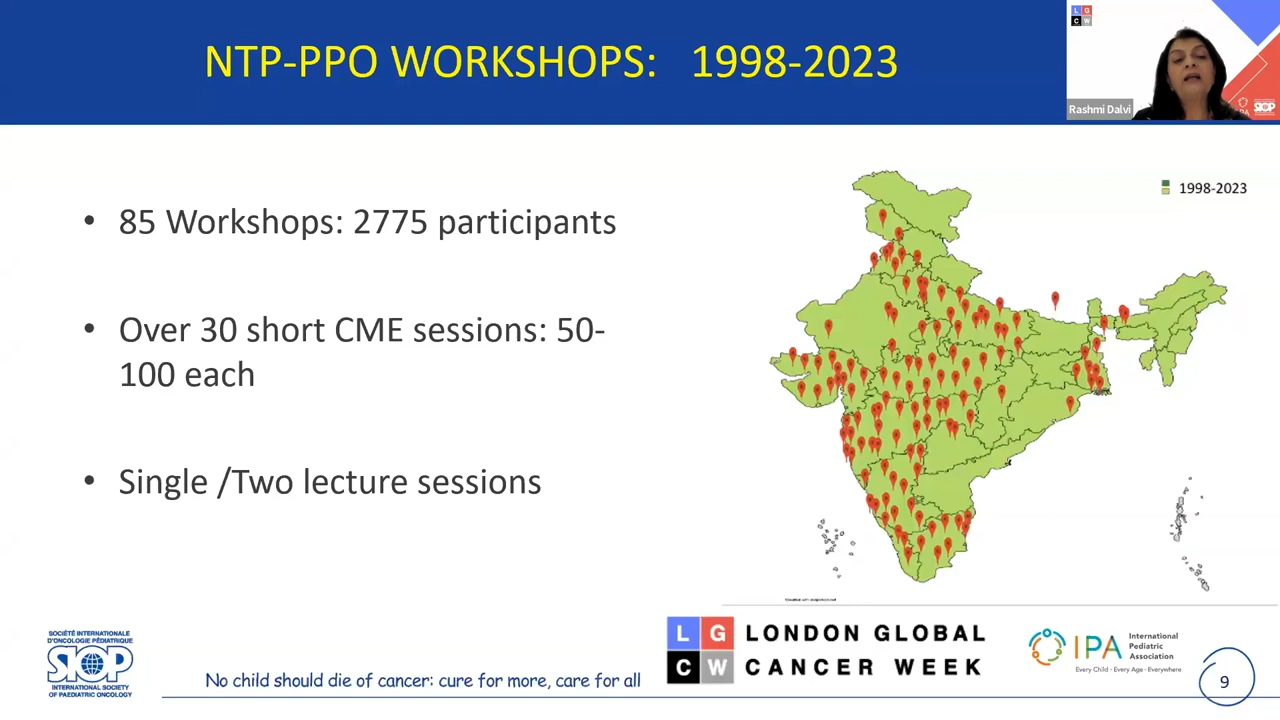 NTP-PPO WORKSHOPS: 1998-2023
L G
C W
Rashmi Dalvi
SIOP
• 85 Workshops: 2775 participants
• Over 30 short CME sessions: 50-
100 each
• Single /Two lecture sessions
1998-2023
SOCIÉTÉ INTERNATIONALE
D'ONCOLOGIE PÉDIATRIQUE
SIOP
INTERNATIONAL SOCIETY
OF PAEDIATRIC ONCOLOGY
No child should die of cancer: cure for more, care for all
L G LONDON GLOBAL
C W CANCER WEEK
IPA
International
Pediatric
Association
Every Child · Every Age · Everywhere
9